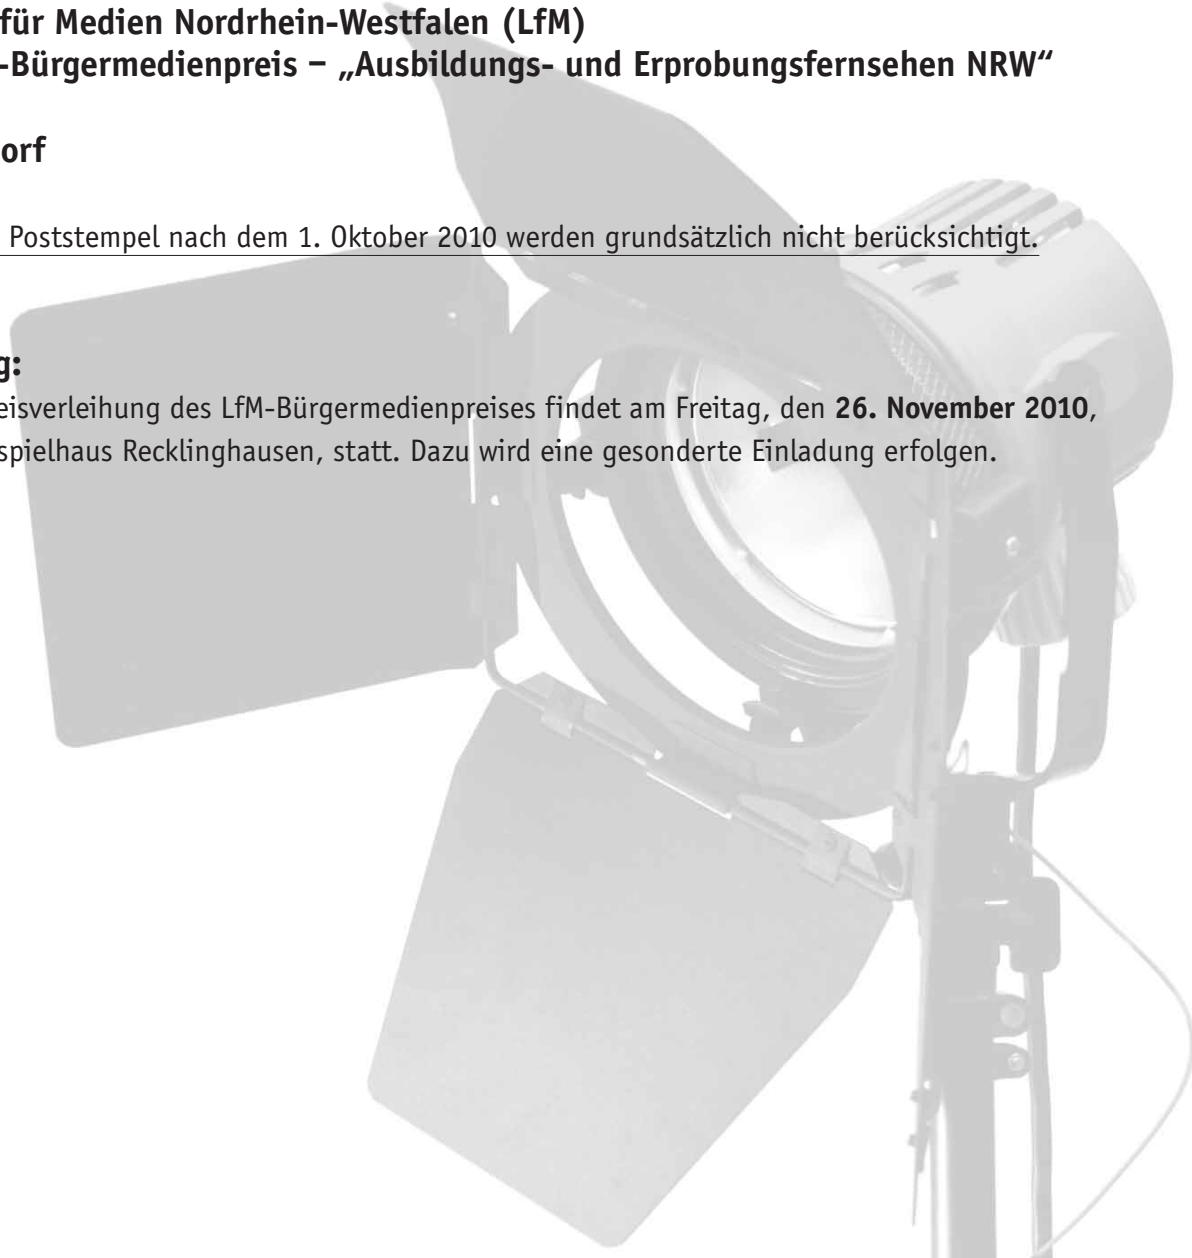 für Medien Nordrhein-Westfalen (LfM)
-Bürgermedienpreis – „Ausbildungs- und Erprobungsfernsehen NRW“
orf
Poststempel nach dem 1. Oktober 2010 werden grundsätzlich nicht berücksichtigt.
g:
eisverleihung des LfM-Bürgermedienpreises findet am Freitag, den 26. November 2010,
spielhaus Recklinghausen, statt. Dazu wird eine gesonderte Einladung erfolgen.